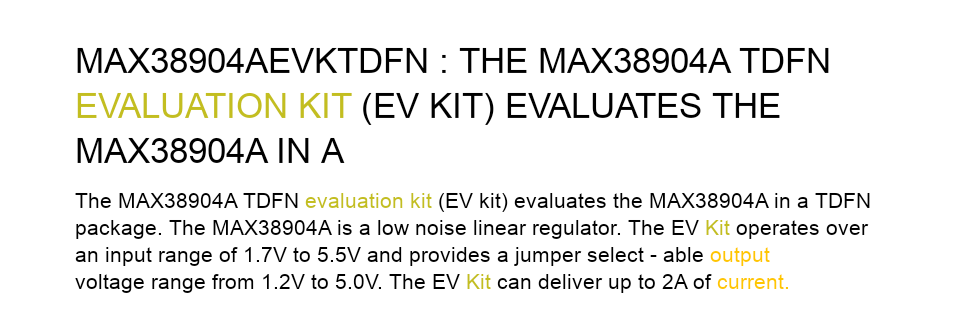 MAX38904AEVKTDFN : THE MAX38904A TDFN
EVALUATION KIT (EV KIT) EVALUATES THE
MAX38904A IN A
The MAX38904A TDFN evaluation kit (EV kit) evaluates the MAX38904A in a TDFN
package. The MAX38904A is a low noise linear regulator. The EV Kit operates over
an input range of 1.7V to 5.5V and provides a jumper select - able output
voltage range from 1.2V to 5.0V. The EV Kit can deliver up to 2A of current.